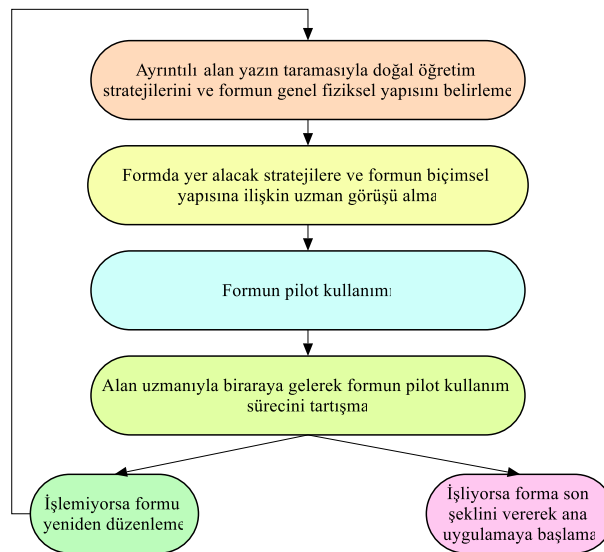 Ayrıntılı alan yazın taramasıyla doğal öğretim
stratejilerini ve formun genel fiziksel yapısını belirleme
Formda yer alacak stratejilere ve formun biçimsel
yapısına ilişkin uzman görüşü alma
Formun pilot kullanımı
Alan uzmanıyla biraraya gelerek formun pilot kullanım
sürecini tartışma
İşlemiyorsa formu
yeniden düzenleme
İşliyorsa forma son
şeklini vererek ana
uygulamaya başlama